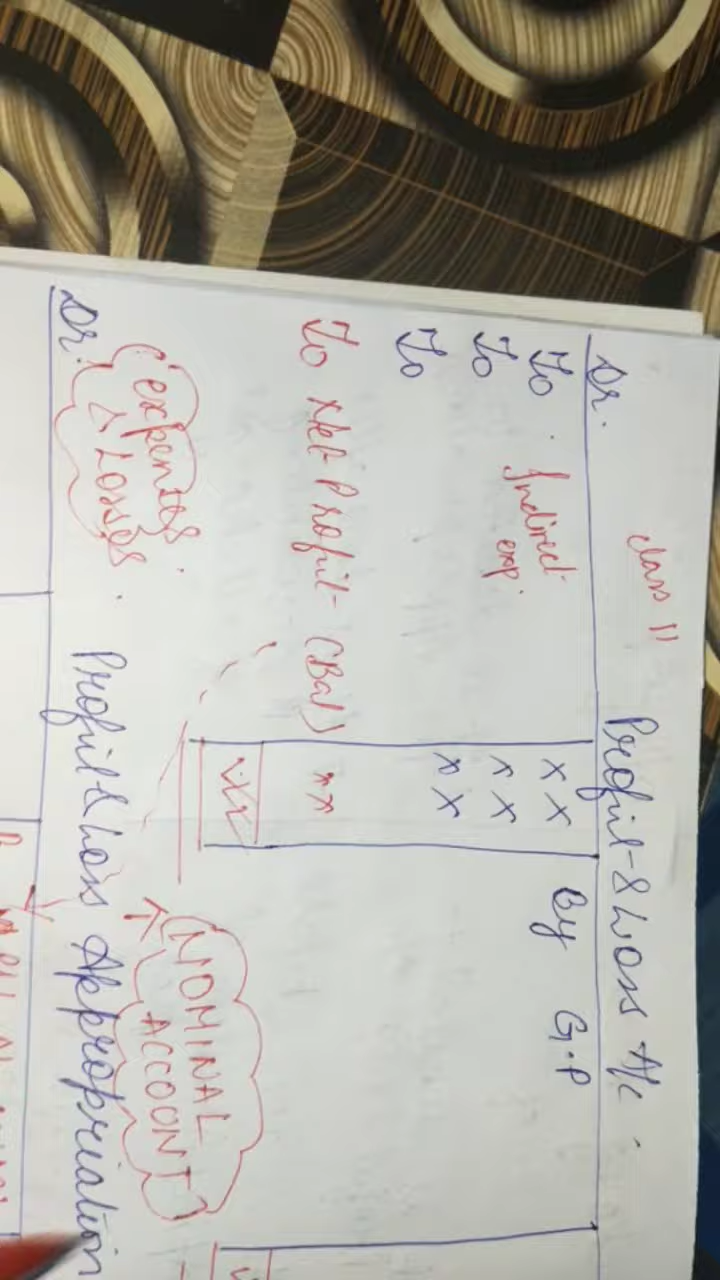 class 11
Profit & Loss A/c.
Dr.
To Indirect exp. xx
To xx
To xx
By G.P
To Net Profit (Bal) xx
NOMINAL
ACCOUNT
(expenses
& Losses
Dr.
Profit & Loss Appropriation